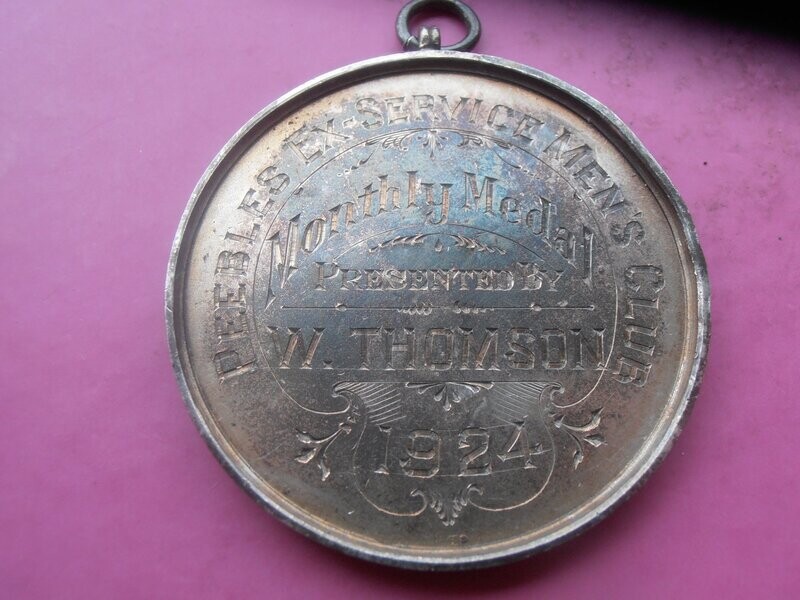 PEEBLES EX-SERVICE MEN'S CLUB
Monthly Medal
PRESENTED BY
W. THOMSON
1924